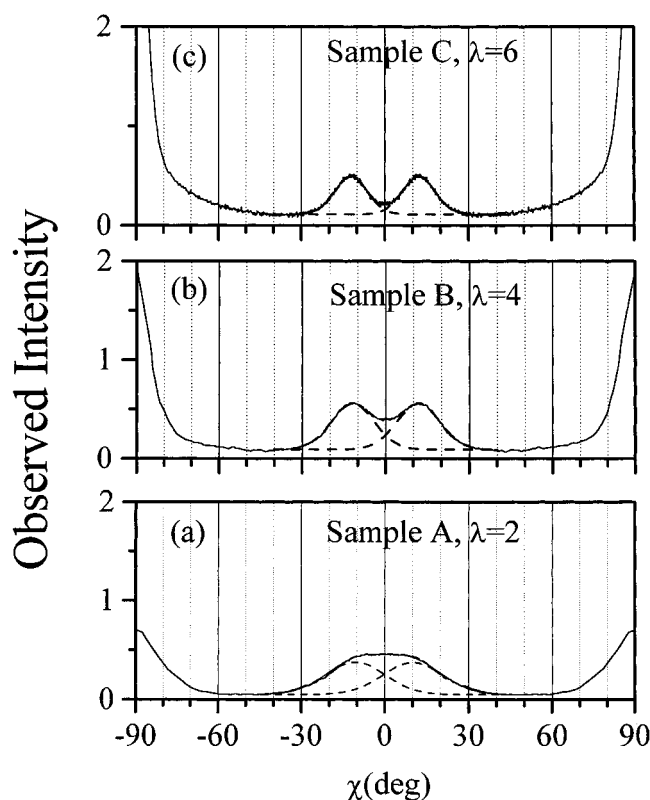 Observed Intensity
2
1
0
(c)
Sample C, λ=6
2
1
0
(b)
Sample B, λ=4
2
1
0
(a)
Sample A, λ=2
-90 -60 -30 0 30 60 90
χ(deg)